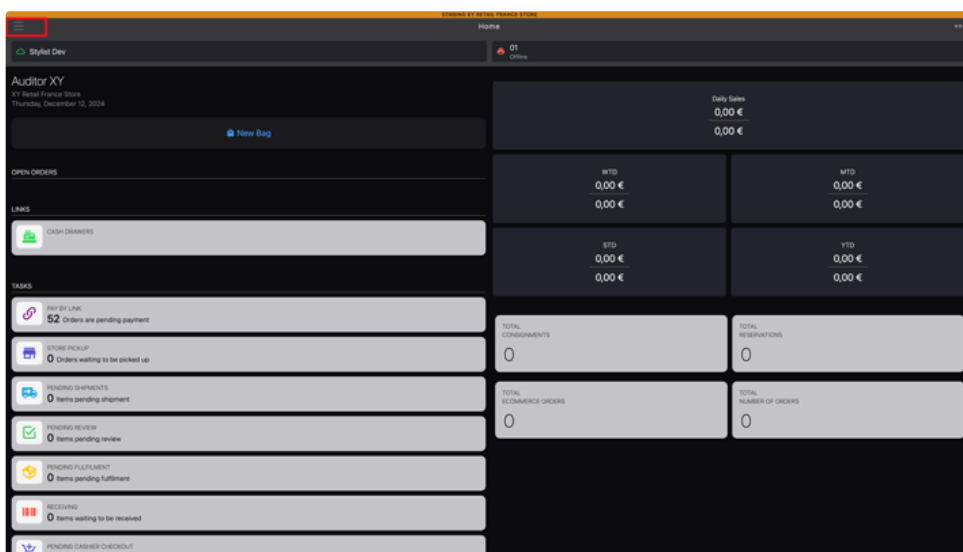 STAGING XY RETAIL FRANCE STORE
Home
Stylist Dev
01
Offline
Auditor XY
XY Retail France Store
Thursday, December 12, 2024
New Bag
OPEN ORDERS
LINKS
CASH DRAWERS
TASKS
PAY BY LINK
52 Orders are pending payment
STORE PICKUP
0 Orders waiting to be picked up
PENDING SHIPMENTS
0 Items pending shipment
PENDING REVIEW
0 Items pending review
PENDING FULFILMENT
0 Items pending fulfilment
RECEIVING
0 Items waiting to be received
PENDING CASHIER CHECKOUT
Daily Sales
0,00 €
0,00 €
WTD
0,00 €
0,00 €
MTD
0,00 €
0,00 €
STD
0,00 €
0,00 €
YTD
0,00 €
0,00 €
TOTAL
CONSIGNMENTS
0
TOTAL
RESERVATIONS
0
TOTAL
ECOMMERCE ORDERS
0
TOTAL
NUMBER OF ORDERS
0